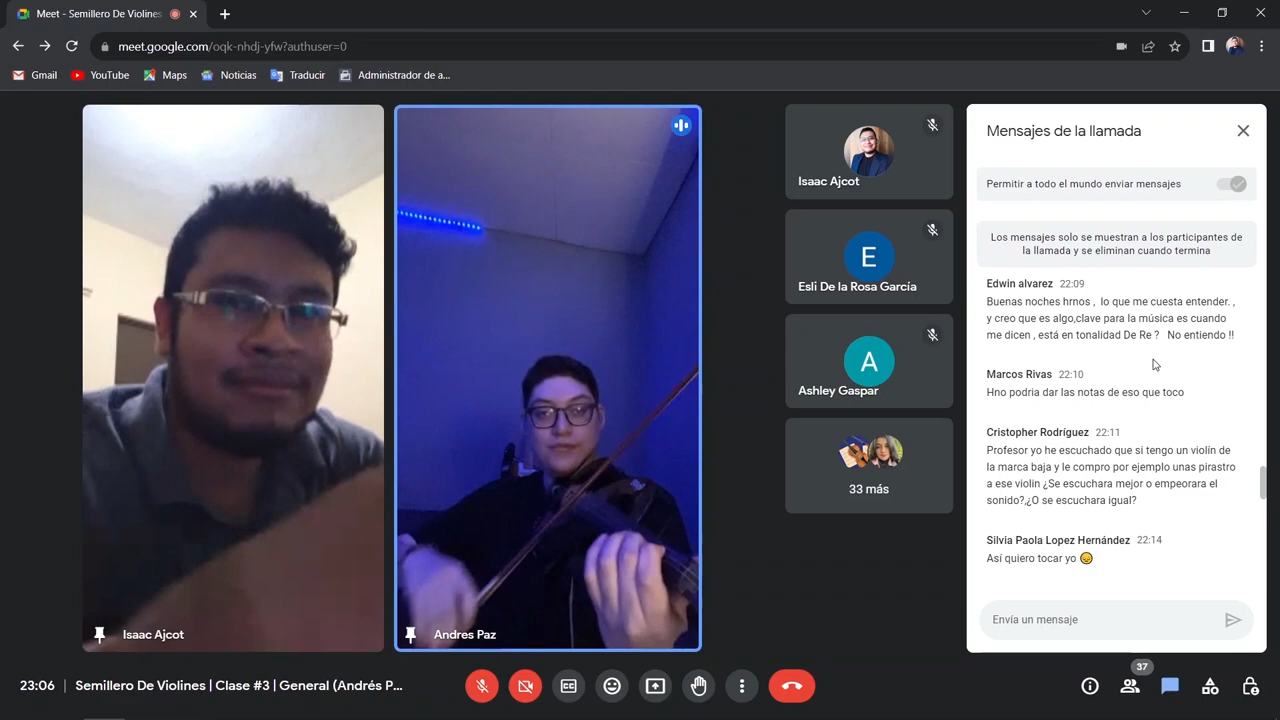 Meet - Semillero De Violines
meet.google.com/oqk-nhdj-yfw?authuser=0
Gmail YouTube Maps Noticias Traducir Administrador de a...
Isaac Ajcot
Andres Paz
Isaac Ajcot
E
Esli De la Rosa García
A
Ashley Gaspar
33 más
Mensajes de la llamada
Permitir a todo el mundo enviar mensajes
Los mensajes solo se muestran a los participantes de
la llamada y se eliminan cuando termina
Edwin alvarez 22:09
Buenas noches hrnos , lo que me cuesta entender. ,
y creo que es algo,clave para la música es cuando
me dicen , está en tonalidad De Re ? No entiendo !!
Marcos Rivas 22:10
Hno podria dar las notas de eso que toco
Cristopher Rodríguez 22:11
Profesor yo he escuchado que si tengo un violín de
la marca baja y le compro por ejemplo unas pirastro
a ese violin ¿Se escuchara mejor o empeorara el
sonido?,¿O se escuchara igual?
Silvia Paola Lopez Hernández 22:14
Así quiero tocar yo 😞
Envía un mensaje
23:06 | Semillero De Violines | Clase #3 | General (Andrés P...
37